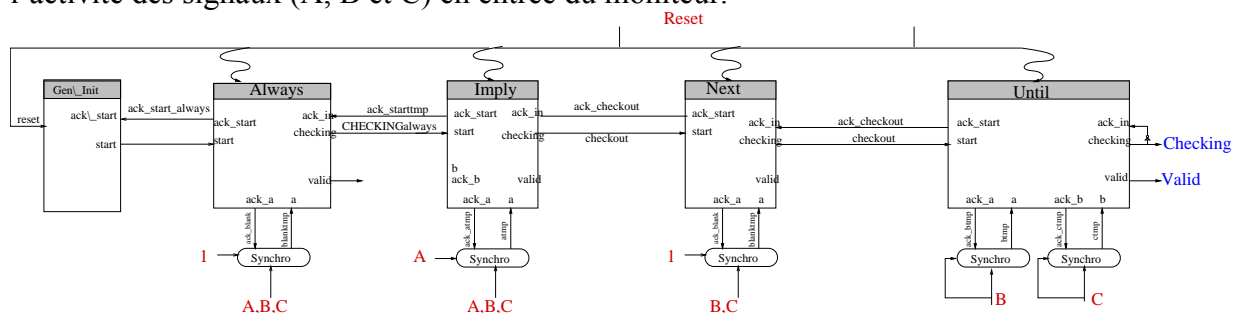 l'activité des signaux (A, B et C) en entrée du moniteur.
Reset
Gen\_Init
Always
Imply
Next
Until
reset
ack\_start
start
ack_start_always
ack_start
start
ack_in
checking
valid
ack_a a
ack_starttmp
CHECKINGalways
ack_start
start
ack_in
checking
b
ack_b
valid
ack_a a
ack_checkout
checkout
ack_start
start
ack_in
checking
valid
ack_a a
ack_checkout
checkout
ack_start
start
ack_in
checking
valid
ack_a a ack_b b
Checking
Valid
ack_blank
blanktmp
ack_atmp
atmp
ack_blank
blanktmp
ack_btmp
btmp
ack_ctmp
ctmp
1
Synchro
A
Synchro
1
Synchro
Synchro
Synchro
A,B,C
A,B,C
B,C
B
C